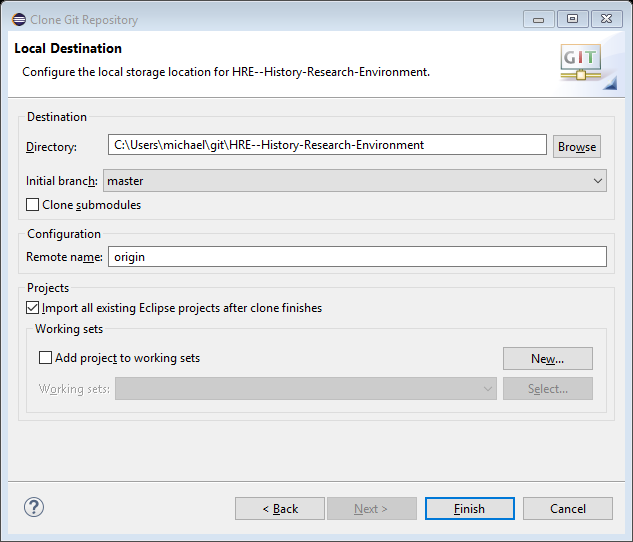 Clone Git Repository
Local Destination
Configure the local storage location for HRE--History-Research-Environment.
GIT
Destination
Directory: C:\Users\michael\git\HRE--History-Research-Environment Browse
Initial branch: master
Clone submodules
Configuration
Remote name: origin
Projects
Import all existing Eclipse projects after clone finishes
Working sets
Add project to working sets New...
Working sets: Select...
? < Back Next > Finish Cancel